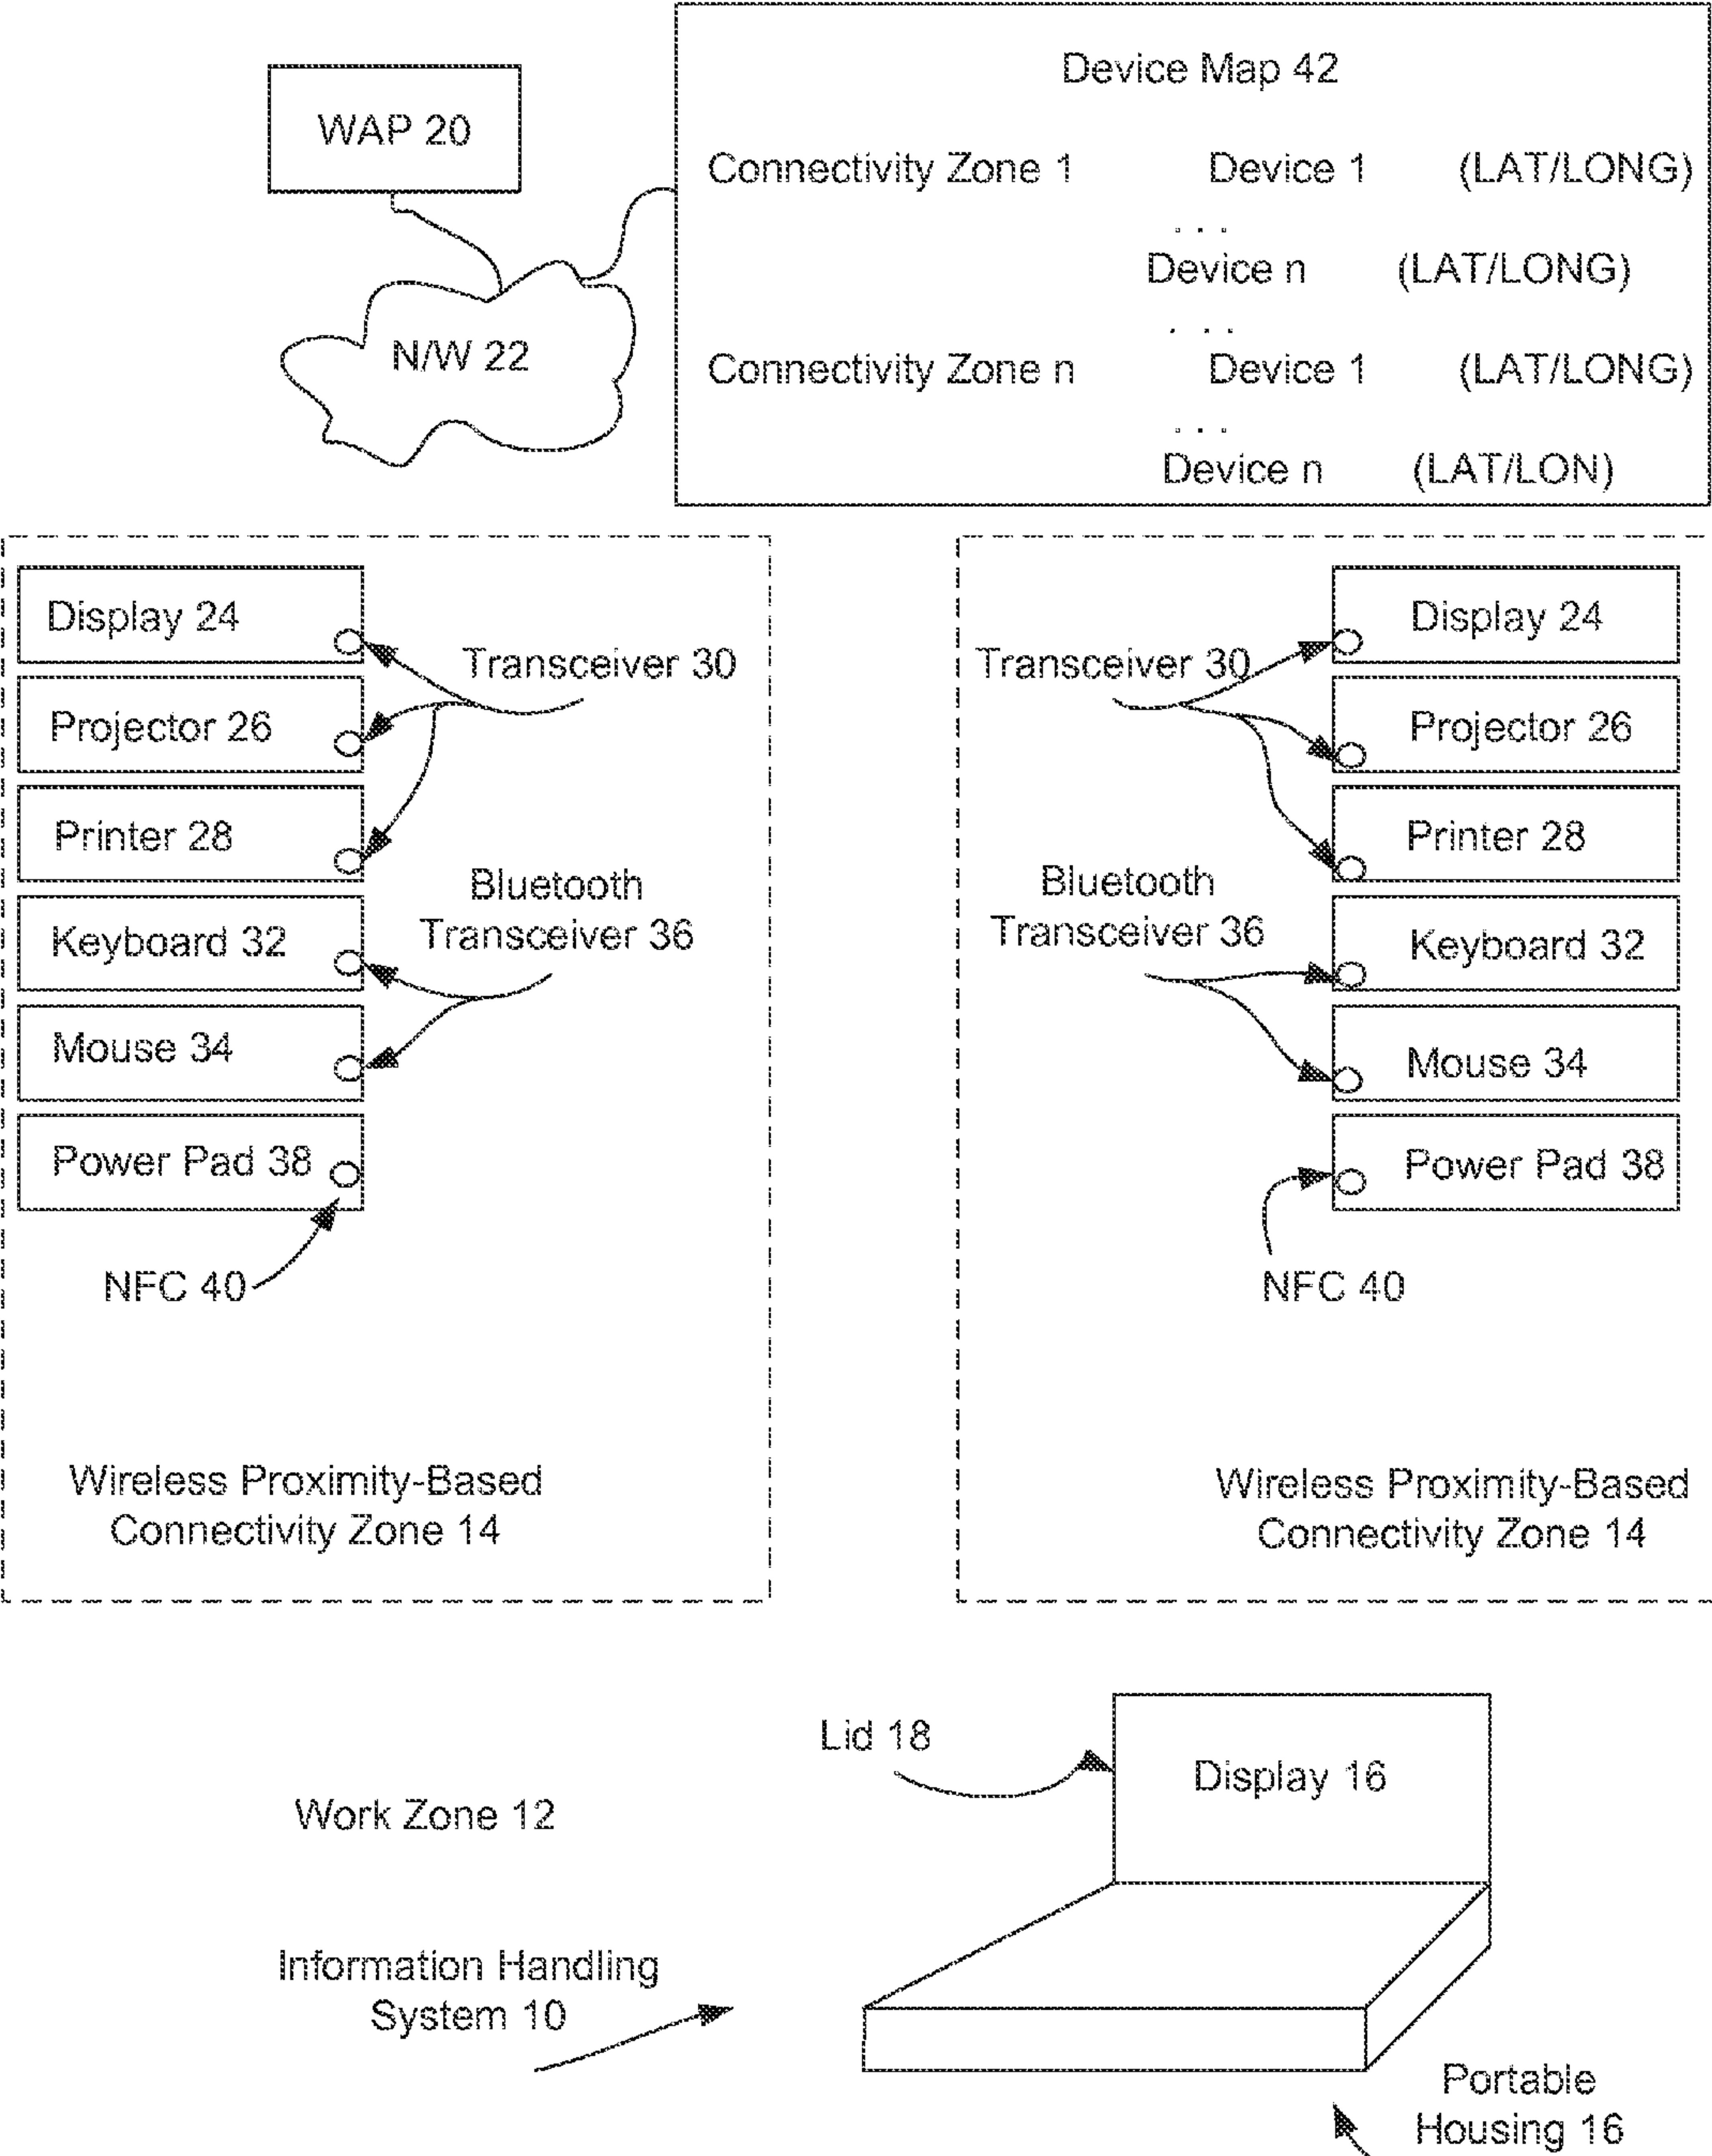 WAP 20
N/W 22
Device Map 42
Connectivity Zone 1 Device 1 (LAT/LONG)
. . .
Device n (LAT/LONG)
. . .
Connectivity Zone n Device 1 (LAT/LONG)
. . .
Device n (LAT/LON)
Display 24
Projector 26
Printer 28
Keyboard 32
Mouse 34
Power Pad 38
Transceiver 30
Bluetooth
Transceiver 36
NFC 40
Wireless Proximity-Based
Connectivity Zone 14
Transceiver 30
Bluetooth
Transceiver 36
Display 24
Projector 26
Printer 28
Keyboard 32
Mouse 34
Power Pad 38
NFC 40
Wireless Proximity-Based
Connectivity Zone 14
Lid 18
Display 16
Work Zone 12
Information Handling
System 10
Portable
Housing 16